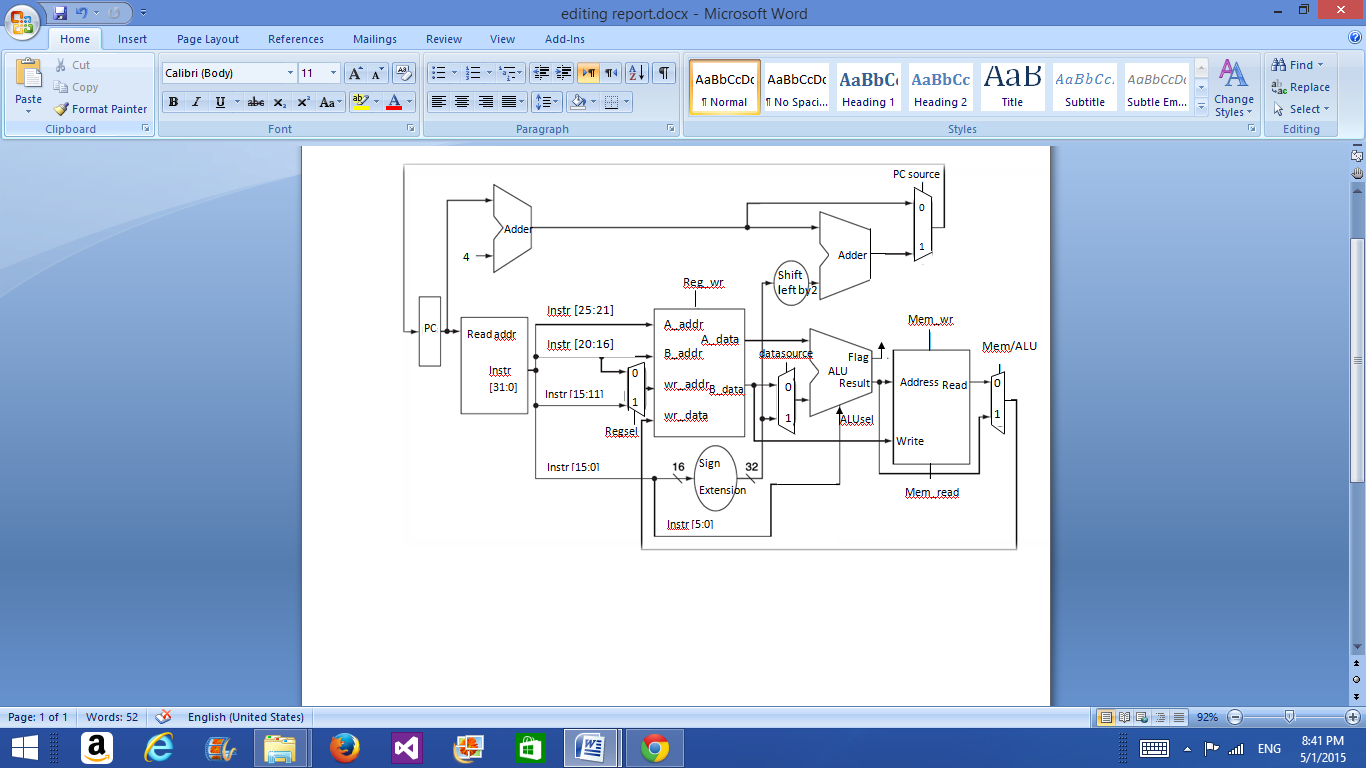 editing report.docx - Microsoft Word
Home Insert Page Layout References Mailings Review View Add-Ins
Paste
Cut
Copy
Format Painter
Clipboard
Calibri (Body) 11
B I U abc X₂ X² Aa
Font
Paragraph
AaBbCcDc AaBbCcDc AaBbC AaBbCc AaB AaBbCc. AaBbCcDc
¶ Normal ¶ No Spaci... Heading 1 Heading 2 Title Subtitle Subtle Em...
Change Styles
Styles
Find
Replace
Select
Editing
PC source
0
1
Adder
4
Adder
Shift
left by2
Reg_wr
PC
Read addr
Instr
[31:0]
Instr [25:21]
Instr [20:16]
Instr [15:11]
0
1
Regsel
A_addr
A_data
B_addr
wr_addr
B_data
wr_data
datasource
0
1
Flag
ALU
Result
ALUsel
Mem_wr
Address Read
Write
Mem_read
Mem/ALU
0
1
Instr [15:0]
16
Sign
Extension
32
Instr [5:0]
Page: 1 of 1 Words: 52 English (United States) 92%
ENG
8:41 PM
5/1/2015